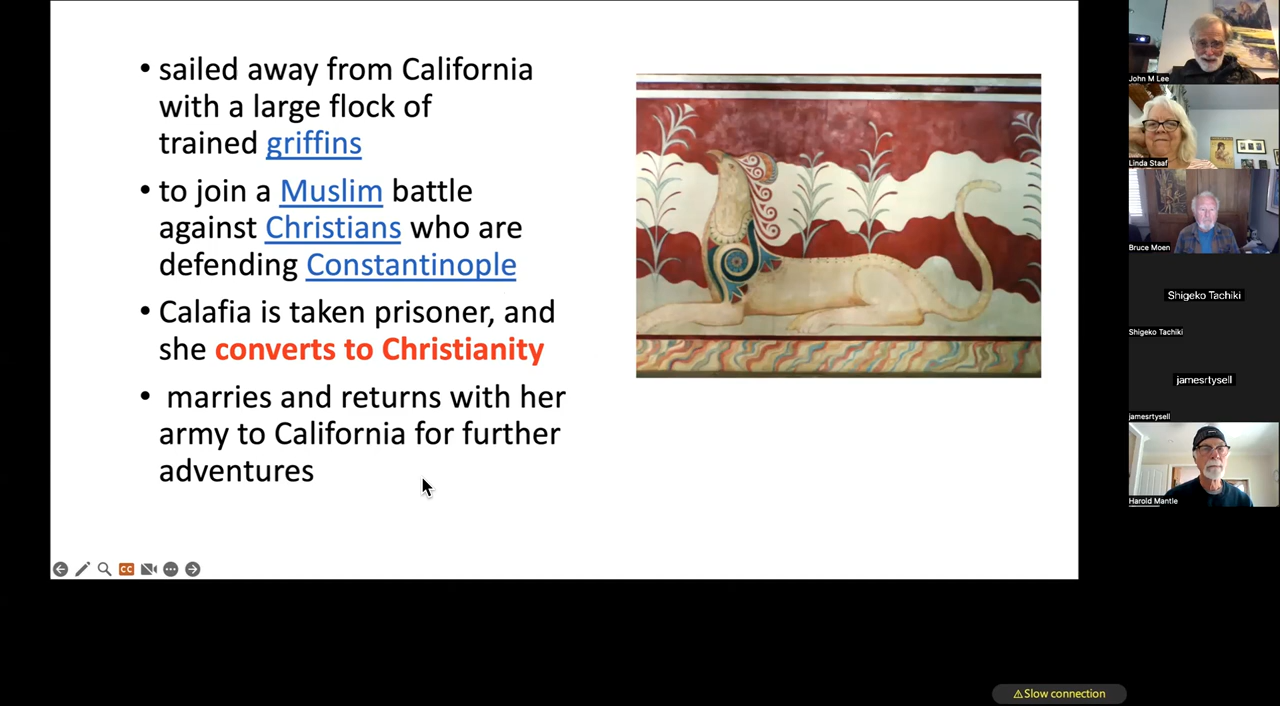 • sailed away from California
with a large flock of
trained griffins
• to join a Muslim battle
against Christians who are
defending Constantinople
• Calafia is taken prisoner, and
she converts to Christianity
• marries and returns with her
army to California for further
adventures
CC
John M Lee
Linda Staaf
Bruce Moen
Shigeko Tachiki
Shigeko Tachiki
jamesrtysell
jamesrtysell
Harold Mantle
⚠Slow connection